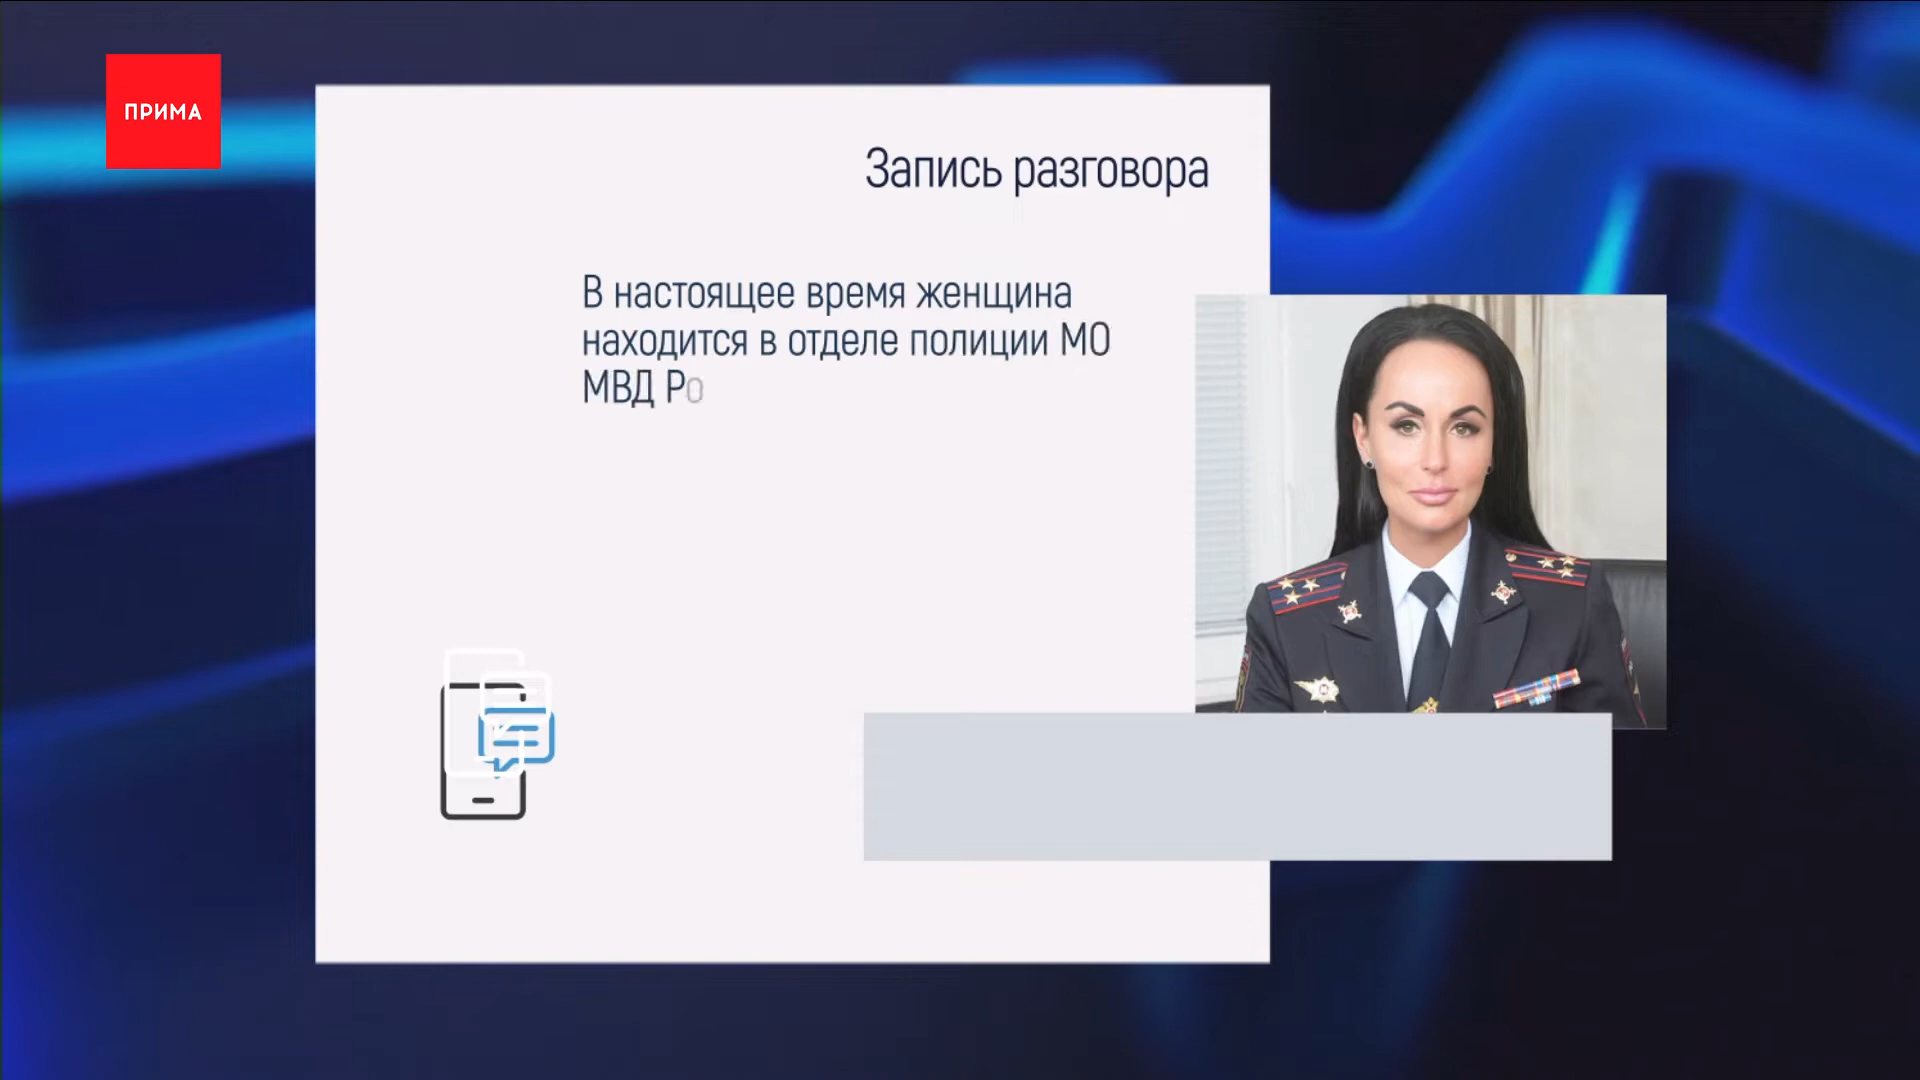 ПРИМА
Запись разговора
В настоящее время женщина
находится в отделе полиции МО
МВД Ро